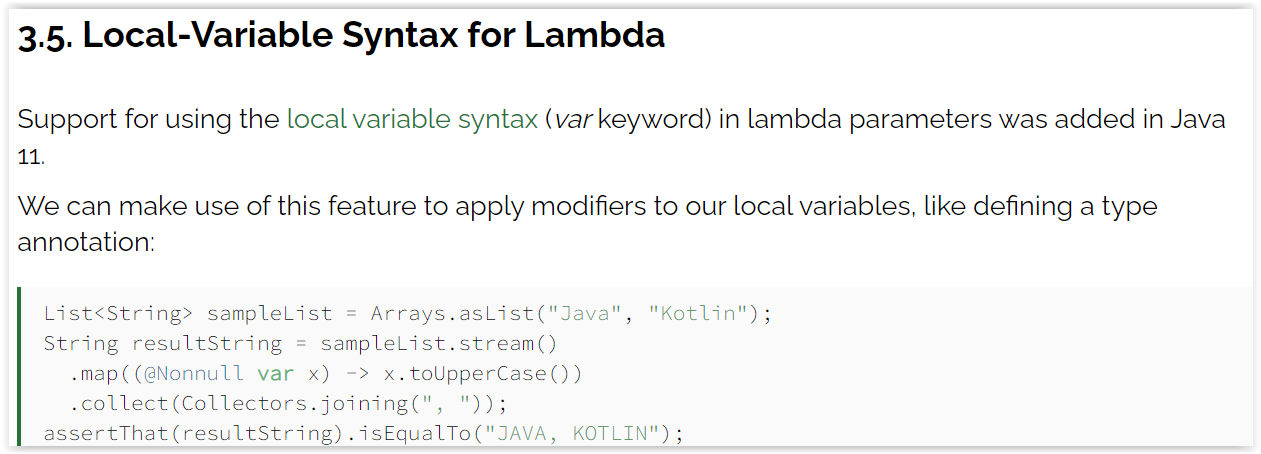 3.5. Local-Variable Syntax for Lambda
Support for using the local variable syntax (var keyword) in lambda parameters was added in Java
11.
We can make use of this feature to apply modifiers to our local variables, like defining a type
annotation:
List<String> sampleList = Arrays.asList("Java", "Kotlin");
String resultString = sampleList.stream()
  .map((@Nonnull var x) -> x.toUpperCase())
  .collect(Collectors.joining(", "));
assertThat(resultString).isEqualTo("JAVA, KOTLIN");